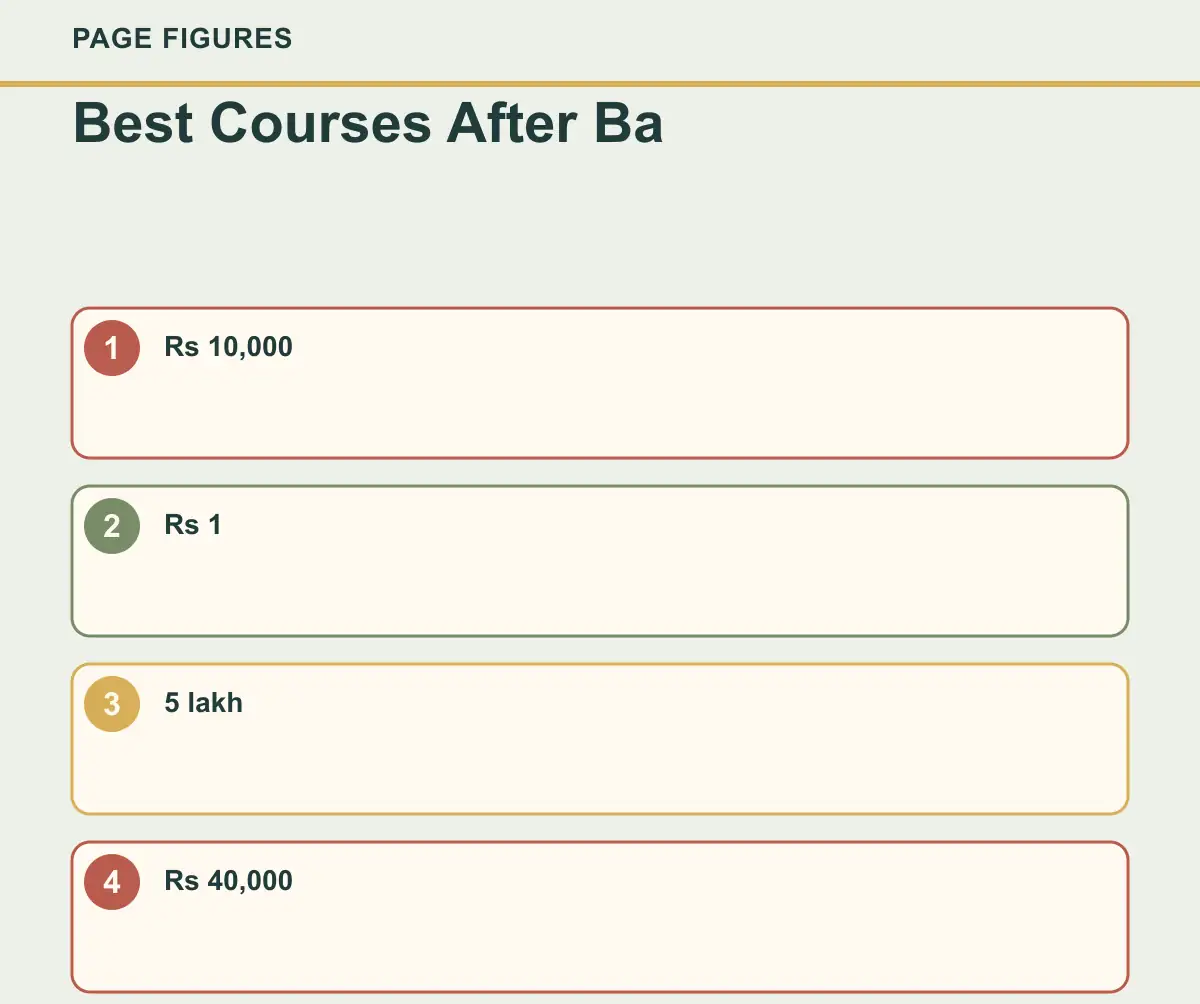 PAGE FIGURES
Best Courses After Ba
1 Rs 10,000
2 Rs 1
3 5 lakh
4 Rs 40,000